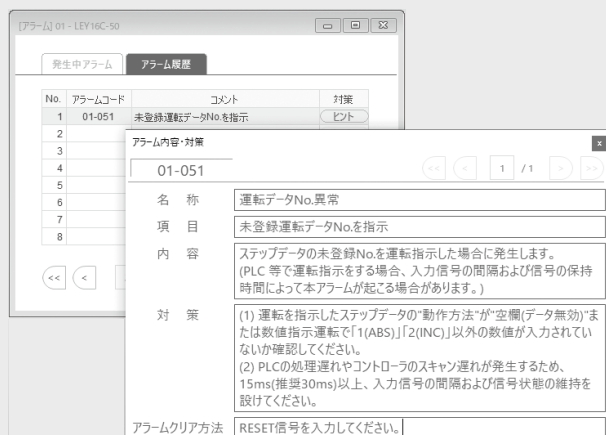 [アラーム] 01 - LEY16C-50
発生中アラーム アラーム履歴
No. アラームコード コメント 対策
1 01-051 未登録運転データNo.を指示 ヒント
2
3
4
5
6
7
8
<< <
アラーム内容・対策 x
01-051 << < 1 / 1 > >>
名 称 運転データNo.異常
項 目 未登録運転データNo.を指示
内 容 ステップデータの未登録No.を運転指示した場合に発生します。
(PLC 等で運転指示をする場合、入力信号の間隔および信号の保持
時間によって本アラームが起こる場合があります。)
対 策 (1) 運転を指示したステップデータの"動作方法"が"空欄(データ無効)"ま
たは数値指示運転で「1(ABS)」「2(INC)」以外の数値が入力されてい
ないか確認してください。
(2) PLCの処理遅れやコントローラのスキャン遅れが発生するため、
15ms(推奨30ms)以上、入力信号の間隔および信号状態の維持を
設けてください。
アラームクリア方法 RESET信号を入力してください。